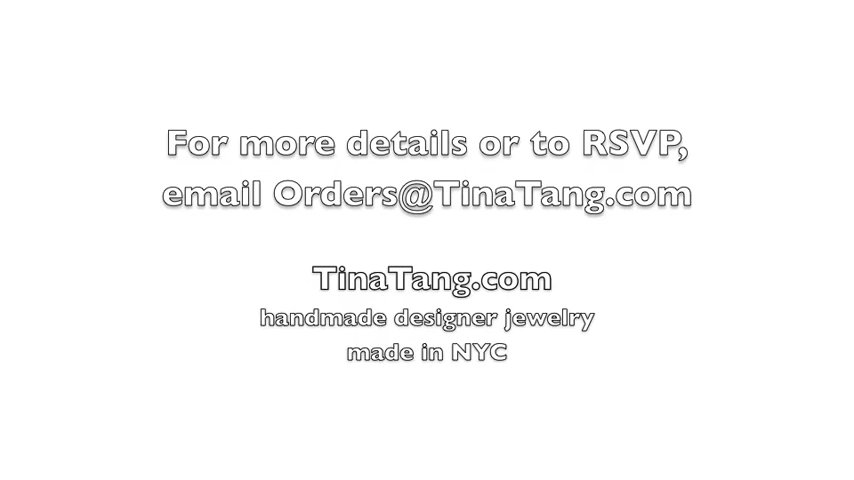 For more details or to RSVP,
email Orders@TinaTang.com
TinaTang.com
handmade designer jewelry
made in NYC